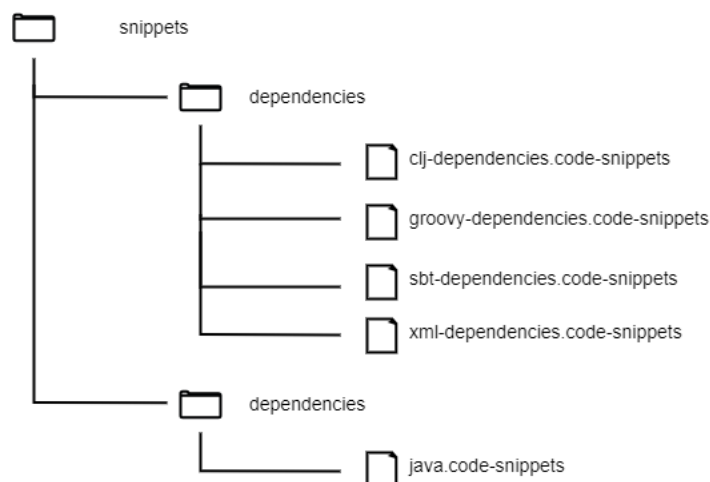 snippets
dependencies
clj-dependencies.code-snippets
groovy-dependencies.code-snippets
sbt-dependencies.code-snippets
xml-dependencies.code-snippets
dependencies
java.code-snippets